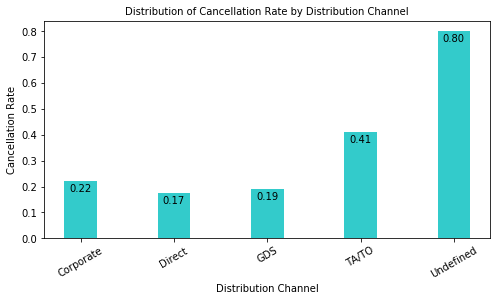 Distribution of Cancellation Rate by Distribution Channel
Cancellation Rate
0.8
0.7
0.6
0.5
0.4
0.3
0.2
0.1
0.0
0.22
0.17
0.19
0.41
0.80
Corporate
Direct
GDS
TA/TO
Undefined
Distribution Channel